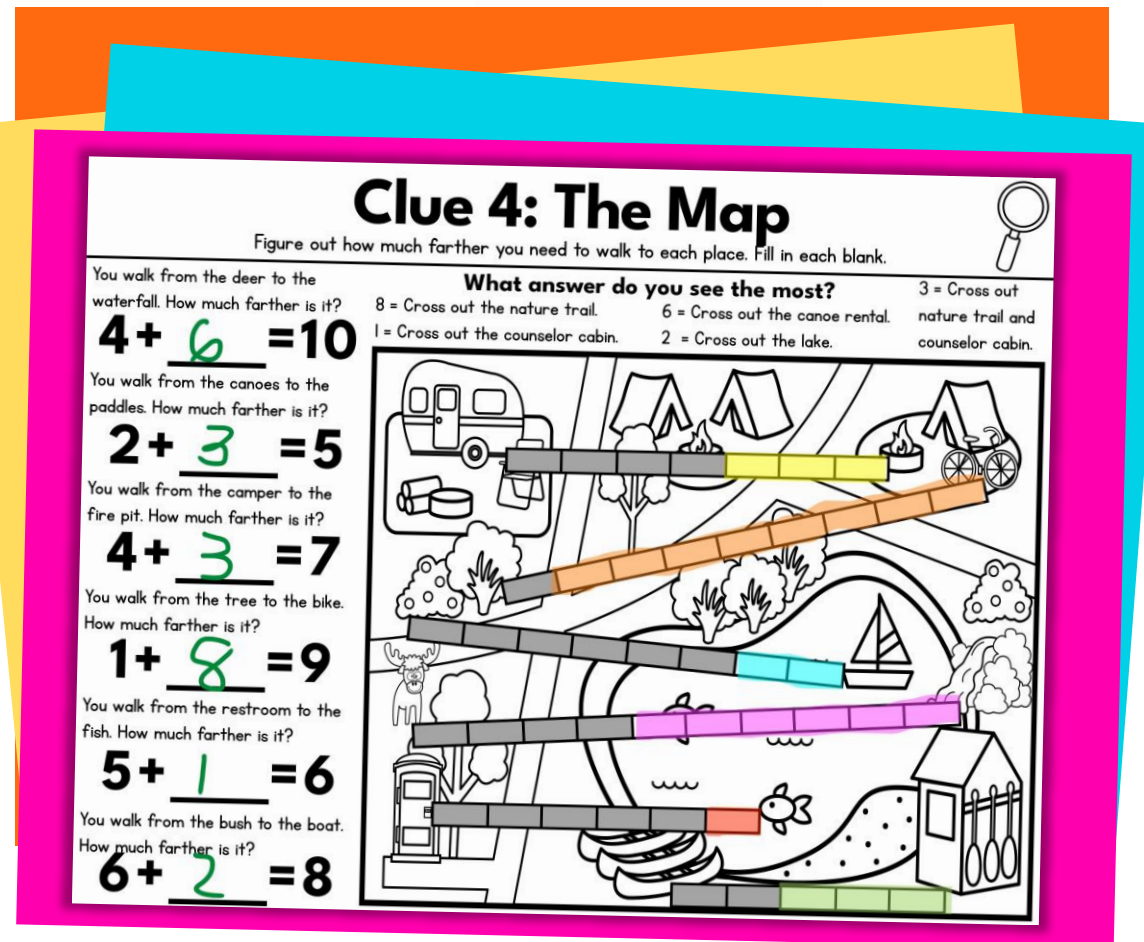 Clue 4: The Map
Figure out how much farther you need to walk to each place. Fill in each blank.
You walk from the deer to the
waterfall. How much farther is it?
4+ 6 =10
You walk from the canoes to the
paddles. How much farther is it?
2+ 3 =5
You walk from the camper to the
fire pit. How much farther is it?
4+ 3 =7
You walk from the tree to the bike.
How much farther is it?
1+ 8 =9
You walk from the restroom to the
fish. How much farther is it?
5+ 1 =6
You walk from the bush to the boat.
How much farther is it?
6+ 2 =8
What answer do you see the most?
8 = Cross out the nature trail.
1 = Cross out the counselor cabin.
6 = Cross out the canoe rental.
2 = Cross out the lake.
3 = Cross out
nature trail and
counselor cabin.